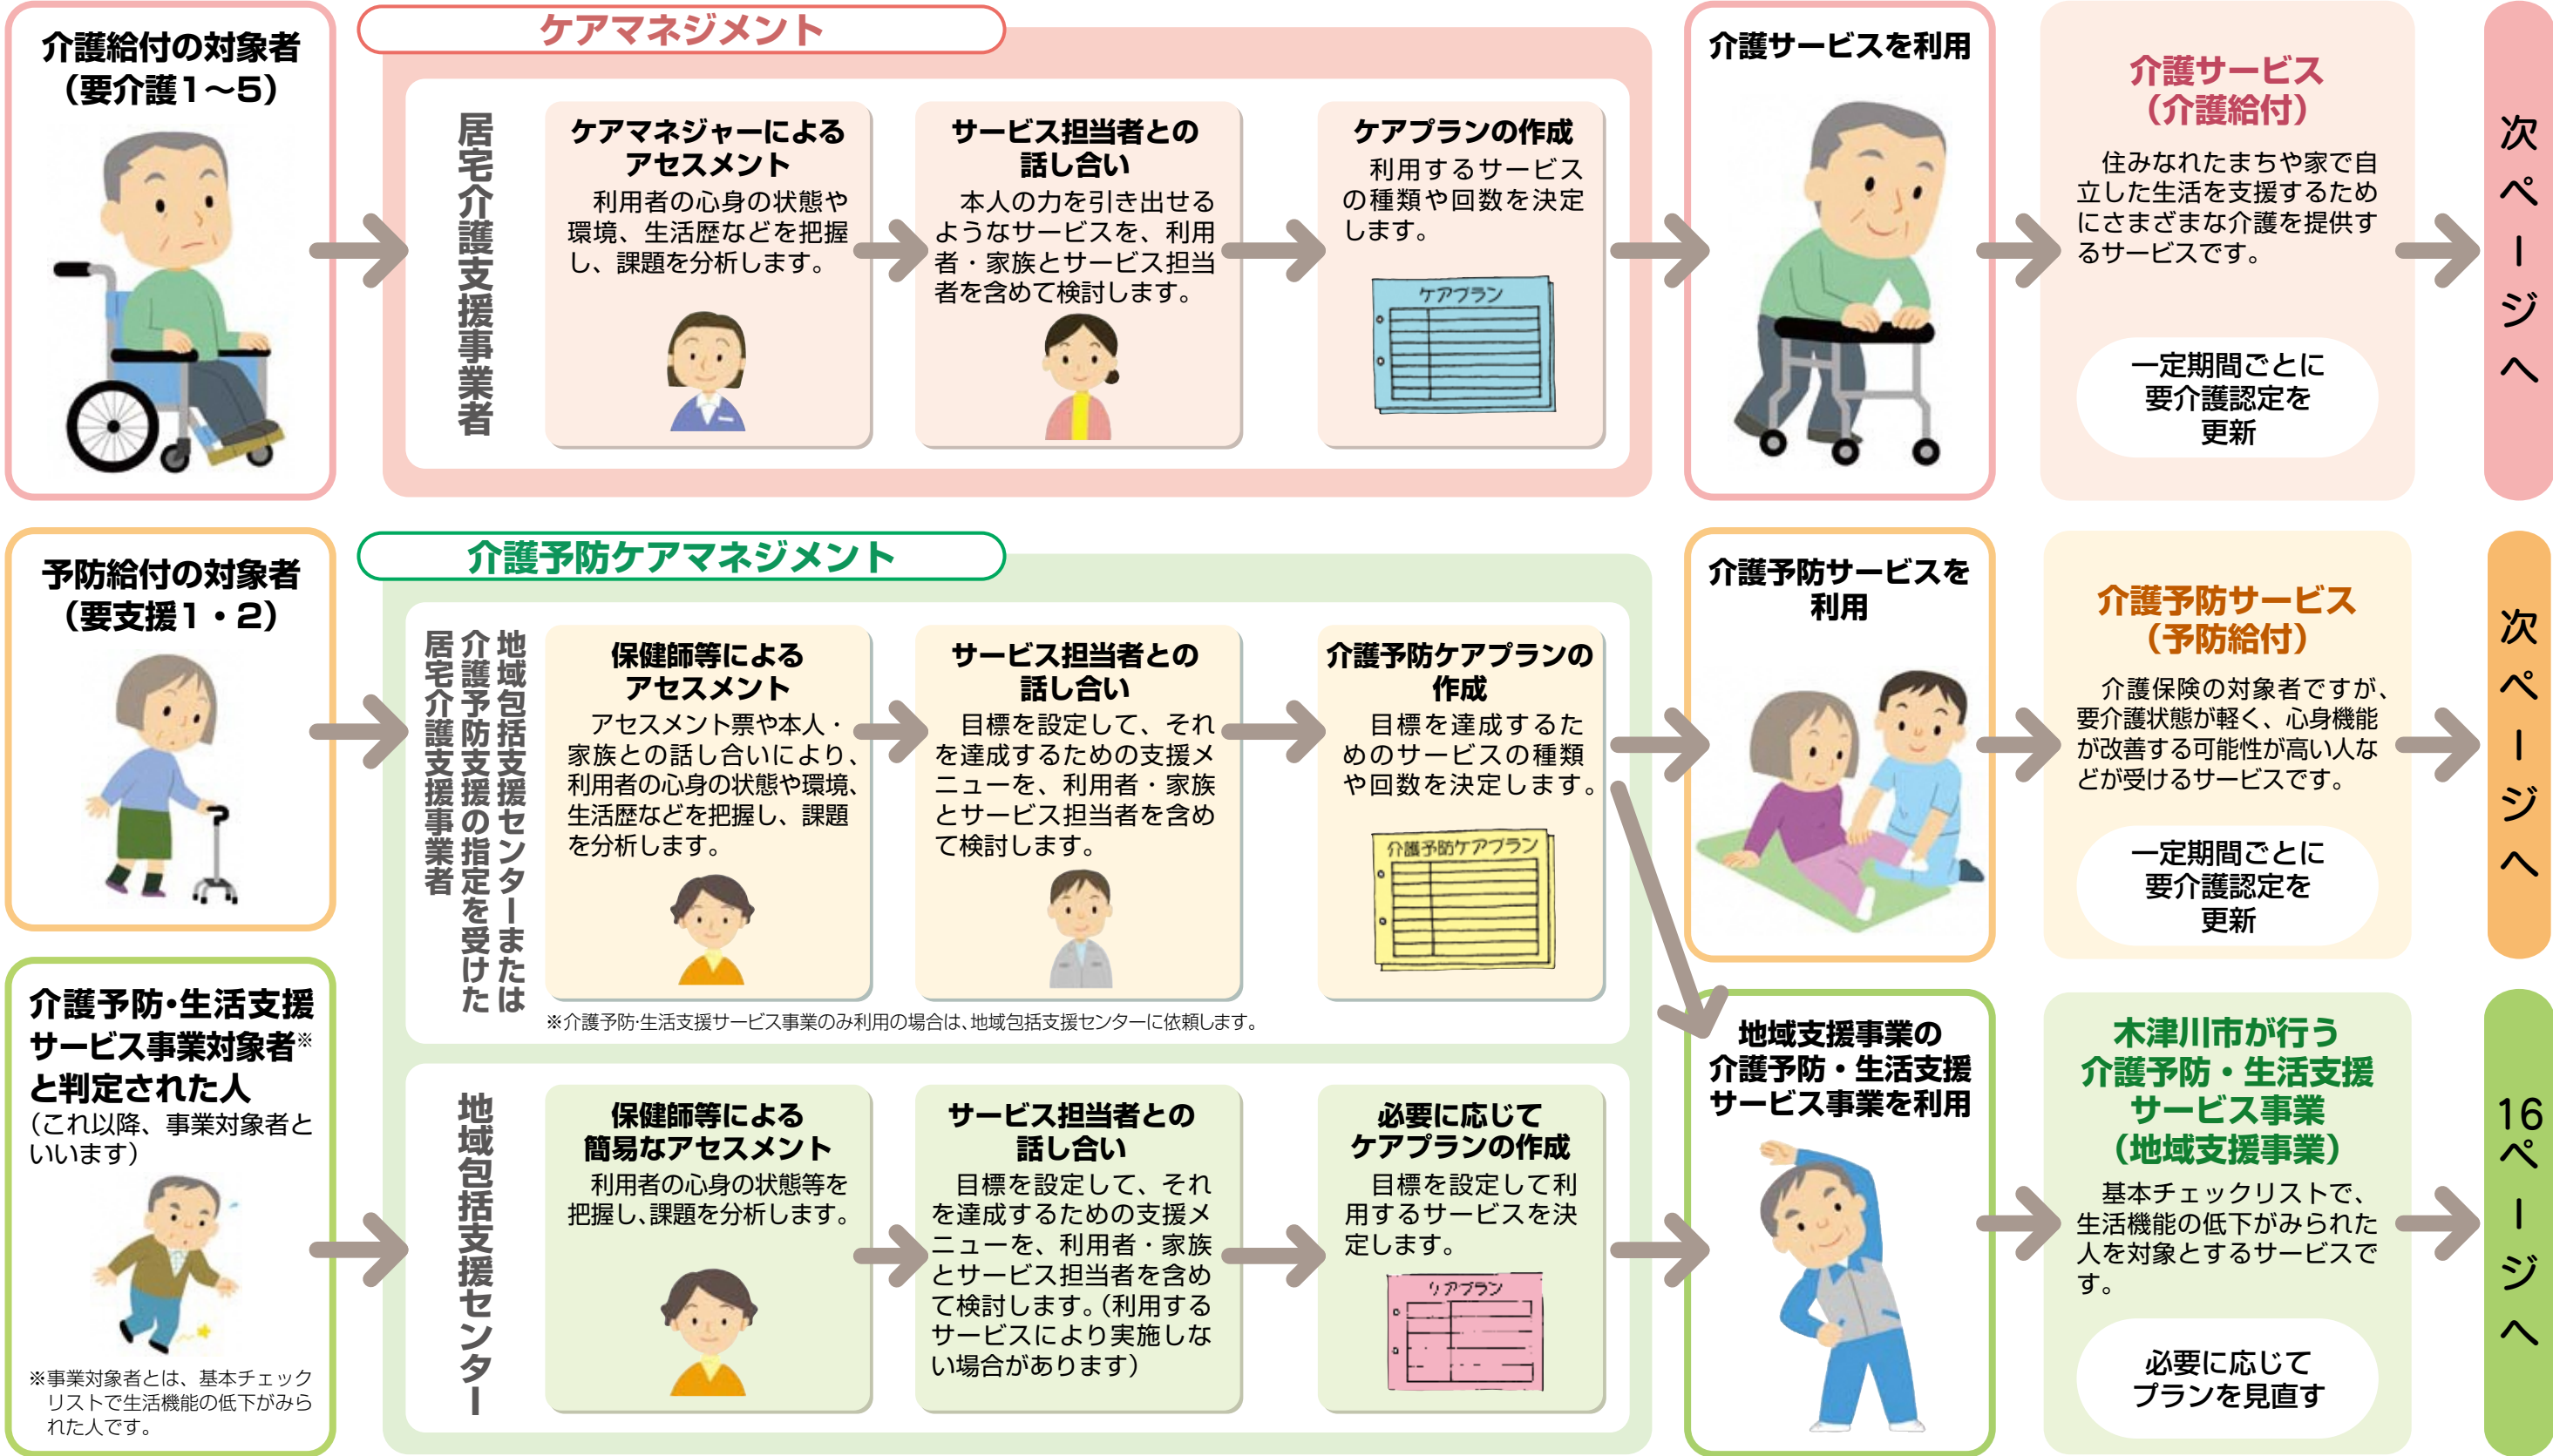 介護給付の対象者
（要介護1～5）
ケアマネジメント
居宅介護支援事業者
ケアマネジャーによる
アセスメント
利用者の心身の状態や
環境、生活歴などを把握
し、課題を分析します。
サービス担当者との
話し合い
本人の力を引き出せる
ようなサービスを、利用
者・家族とサービス担当
者を含めて検討します。
ケアプランの作成
利用するサービス
の種類や回数を決定
します。
ケアプラン
介護サービスを利用
介護サービス
（介護給付）
住みなれたまちや家で自
立した生活を支援するため
にさまざまな介護を提供す
るサービスです。
一定期間ごとに
要介護認定を
更新
次ページへ
予防給付の対象者
（要支援1・2）
介護予防ケアマネジメント
地域包括支援センターまたは
介護予防支援の指定を受けた
居宅介護支援事業者
保健師等による
アセスメント
アセスメント票や本人・
家族との話し合いにより、
利用者の心身の状態や環境、
生活歴などを把握し、課題
を分析します。
サービス担当者との
話し合い
目標を設定して、それ
を達成するための支援メ
ニューを、利用者・家族
とサービス担当者を含め
て検討します。
介護予防ケアプランの
作成
目標を達成するた
めのサービスの種類
や回数を決定します。
介護予防ケアプラン
※介護予防・生活支援サービス事業のみ利用の場合は、地域包括支援センターに依頼します。
介護予防サービスを
利用
介護予防サービス
（予防給付）
介護保険の対象者ですが、
要介護状態が軽く、心身機能
が改善する可能性が高い人な
どが受けるサービスです。
一定期間ごとに
要介護認定を
更新
次ページへ
介護予防・生活支援
サービス事業対象者※
と判定された人
（これ以降、事業対象者と
いいます）
※事業対象者とは、基本チェック
リストで生活機能の低下がみら
れた人です。
地域包括支援センター
保健師等による
簡易なアセスメント
利用者の心身の状態等を
把握し、課題を分析します。
サービス担当者との
話し合い
目標を設定して、それ
を達成するための支援メ
ニューを、利用者・家族
とサービス担当者を含め
て検討します。（利用する
サービスにより実施しな
い場合があります）
必要に応じて
ケアプランの作成
目標を設定して利
用するサービスを決
定します。
ケアプラン
地域支援事業の
介護予防・生活支援
サービス事業を利用
木津川市が行う
介護予防・生活支援
サービス事業
（地域支援事業）
基本チェックリストで、
生活機能の低下がみられた
人を対象とするサービスで
す。
必要に応じて
プランを見直す
16ページへ